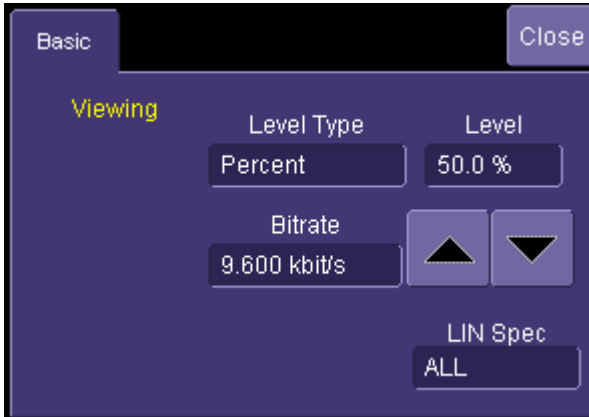 Basic
Close
Viewing
Level Type
Level
Percent
50.0 %
Bitrate
9.600 kbit/s
LIN Spec
ALL